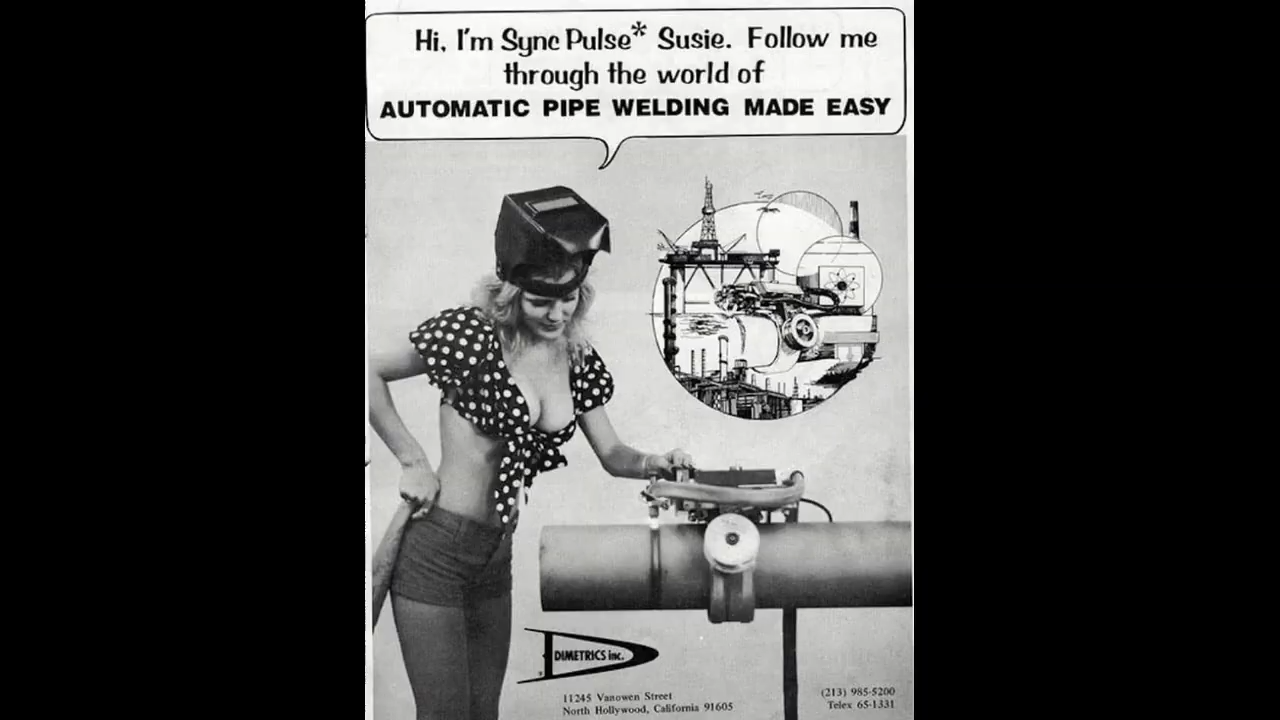 Hi, I'm Sync Pulse* Susie. Follow me
through the world of
AUTOMATIC PIPE WELDING MADE EASY
DIMETRICS inc.
11245 Vanowen Street
North Hollywood, California 91605
(213) 985-5200
Telex 65-1331